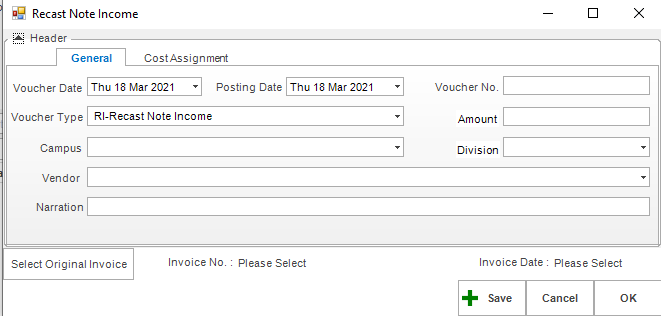 Recast Note Income
Header
General Cost Assignment
Voucher Date Thu 18 Mar 2021 Posting Date Thu 18 Mar 2021 Voucher No.
Voucher Type RI-Recast Note Income Amount
Campus Division
Vendor
Narration
Select Original Invoice Invoice No. : Please Select Invoice Date : Please Select
Save Cancel OK